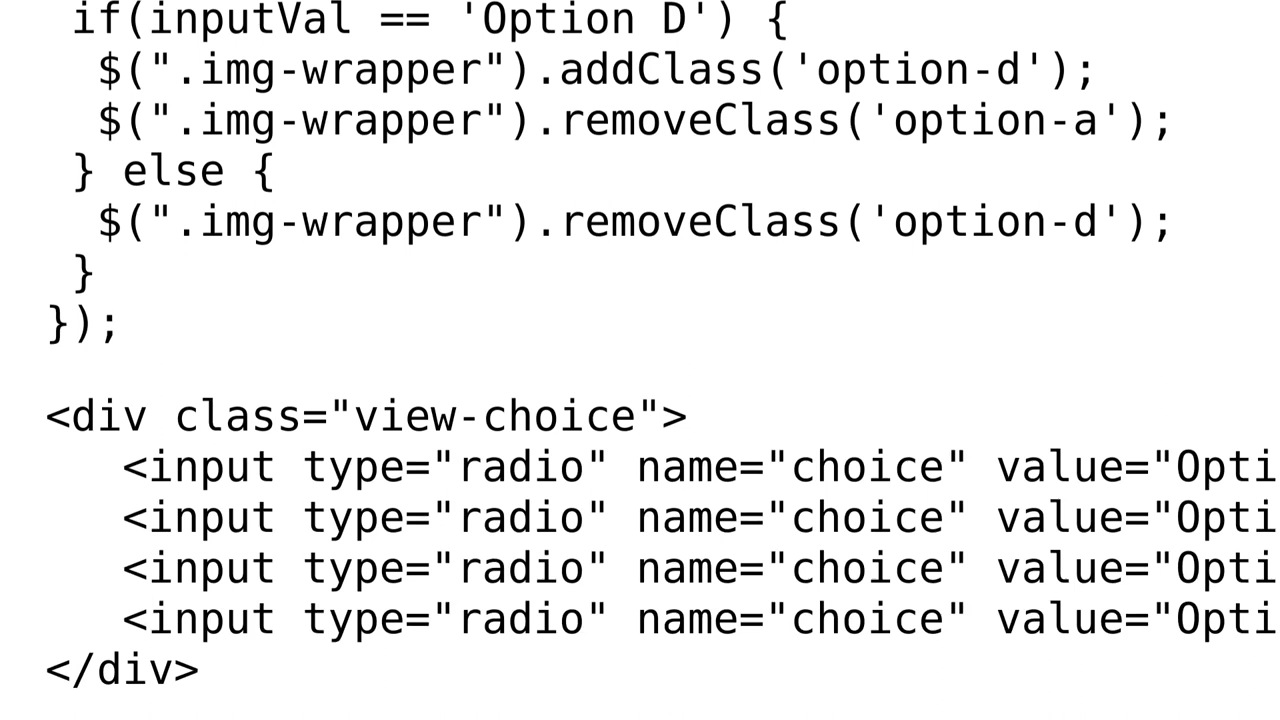 if(inputVal == 'Option D') {
$(".img-wrapper").addClass('option-d');
$(".img-wrapper").removeClass('option-a');
} else {
$(".img-wrapper").removeClass('option-d');
}
});
<div class="view-choice">
<input type="radio" name="choice" value="Opti
<input type="radio" name="choice" value="Opti
<input type="radio" name="choice" value="Opti
<input type="radio" name="choice" value="Opti
</div>